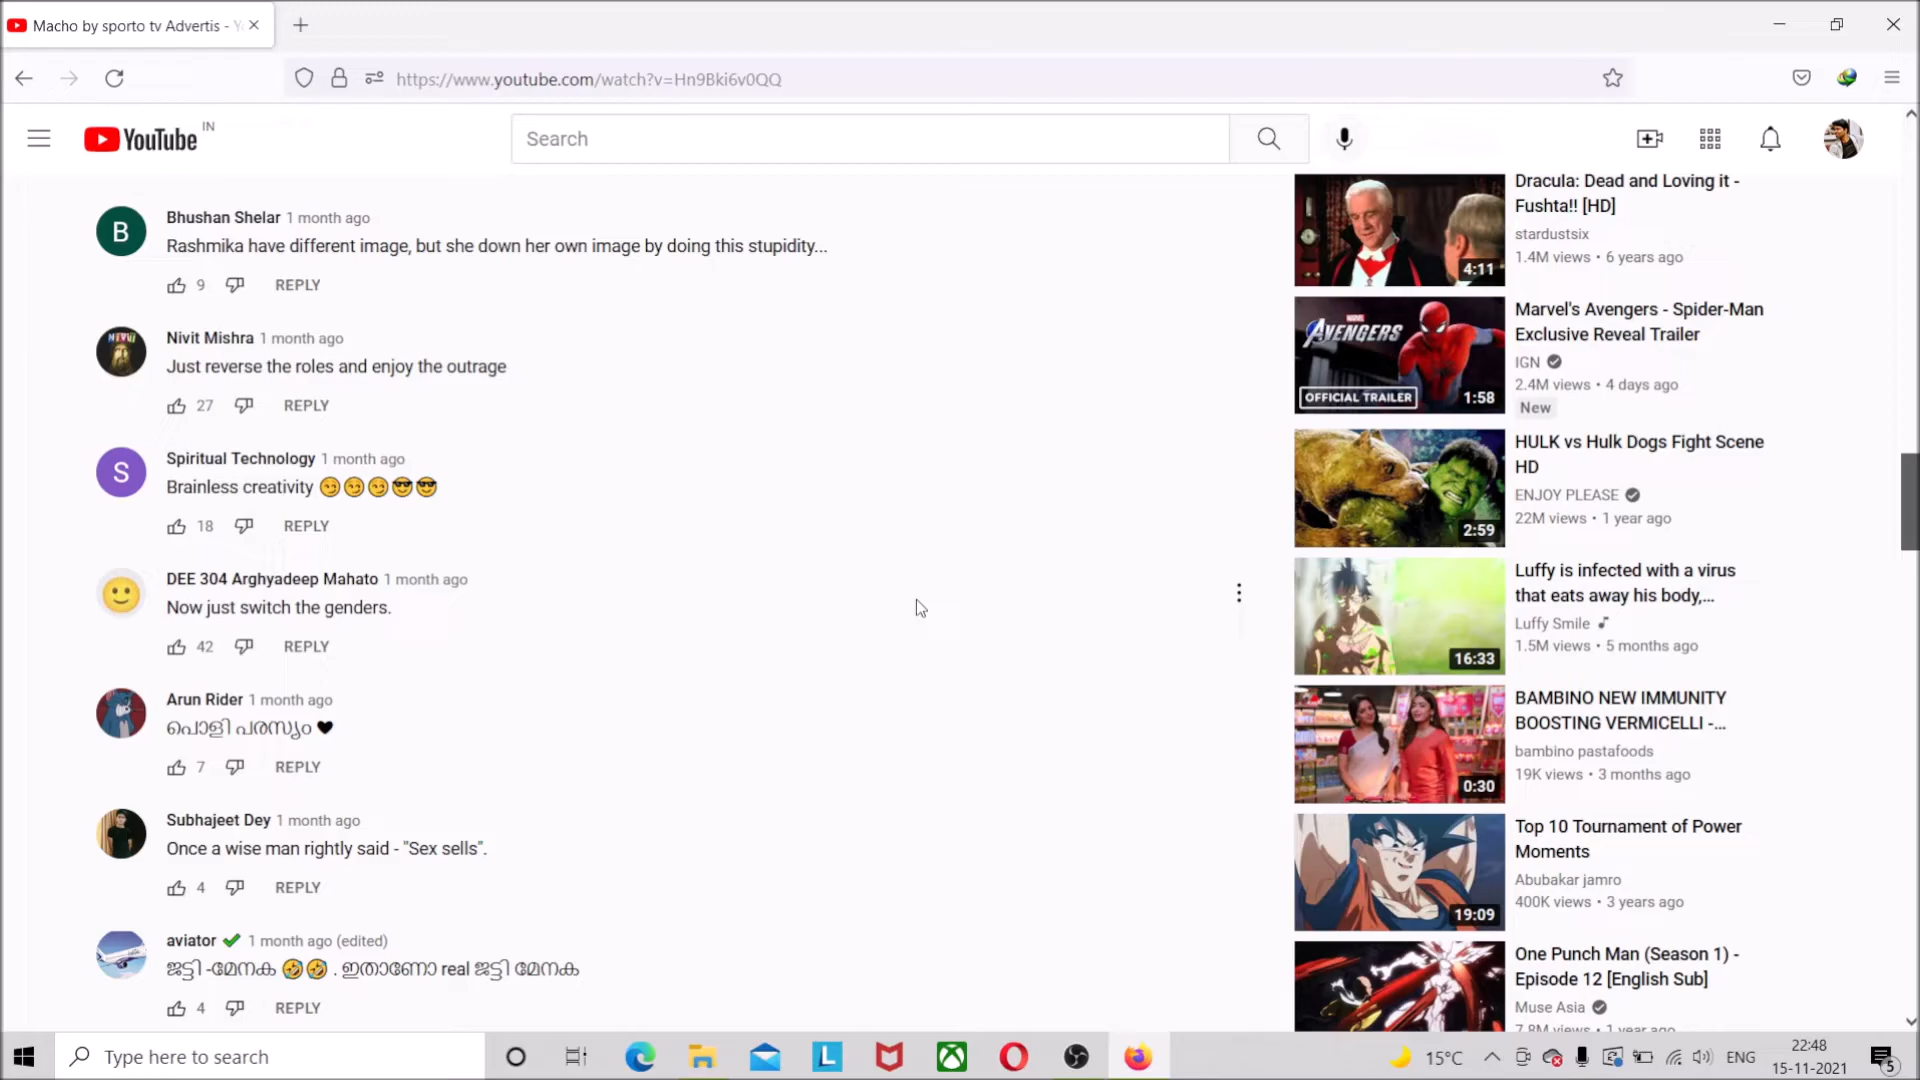 Macho by sporto tv Advertis - Y
https://www.youtube.com/watch?v=Hn9Bki6v0QQ
YouTube IN
Search
Bhushan Shelar 1 month ago
Rashmika have different image, but she down her own image by doing this stupidity...
9 REPLY
Nivit Mishra 1 month ago
Just reverse the roles and enjoy the outrage
27 REPLY
S
Spiritual Technology 1 month ago
Brainless creativity 😏😏😏😎😎
18 REPLY
DEE 304 Arghyadeep Mahato 1 month ago
Now just switch the genders.
42 REPLY
Arun Rider 1 month ago
പൊളി പരസ്യം 🖤
7 REPLY
Subhajeet Dey 1 month ago
Once a wise man rightly said - "Sex sells".
4 REPLY
aviator ✔ 1 month ago (edited)
ജട്ടി -മേനക 🤣🤣 . ഇതാണോ real ജട്ടി മേനക
4 REPLY
B
Dracula: Dead and Loving it -
Fushta!! [HD]
stardustsix
1.4M views • 6 years ago
4:11
Marvel's Avengers - Spider-Man
Exclusive Reveal Trailer
IGN
2.4M views • 4 days ago
New
MARVEL
AVENGERS
OFFICIAL TRAILER
1:58
HULK vs Hulk Dogs Fight Scene
HD
ENJOY PLEASE
22M views • 1 year ago
2:59
Luffy is infected with a virus
that eats away his body,...
Luffy Smile
1.5M views • 5 months ago
16:33
BAMBINO NEW IMMUNITY
BOOSTING VERMICELLI -...
bambino pastafoods
19K views • 3 months ago
0:30
Top 10 Tournament of Power
Moments
Abubakar jamro
400K views • 3 years ago
19:09
One Punch Man (Season 1) -
Episode 12 [English Sub]
Muse Asia
7.8M views • 1 year ago
Type here to search
L
15°C
ENG
22:48
15-11-2021
5